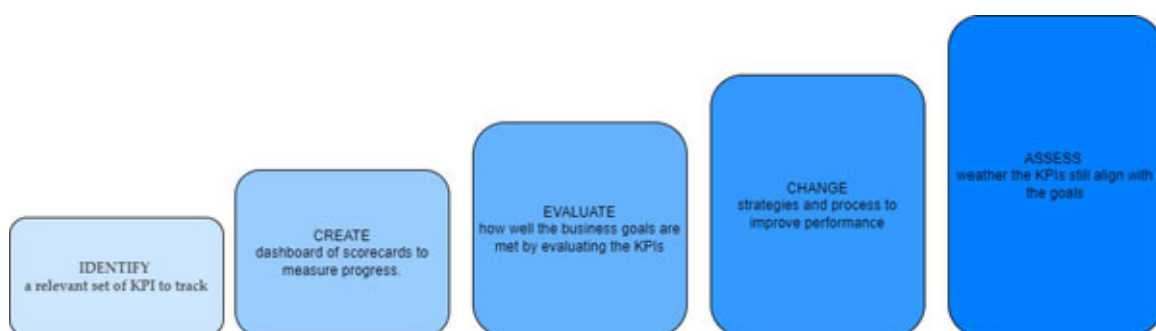 IDENTIFY
a relevant set of KPI to track
CREATE
dashboard of scorecards to
measure progress.
EVALUATE
how well the business goals are
met by evaluating the KPIs
CHANGE
strategies and process to
improve performance
ASSESS
weather the KPIs still align with
the goals